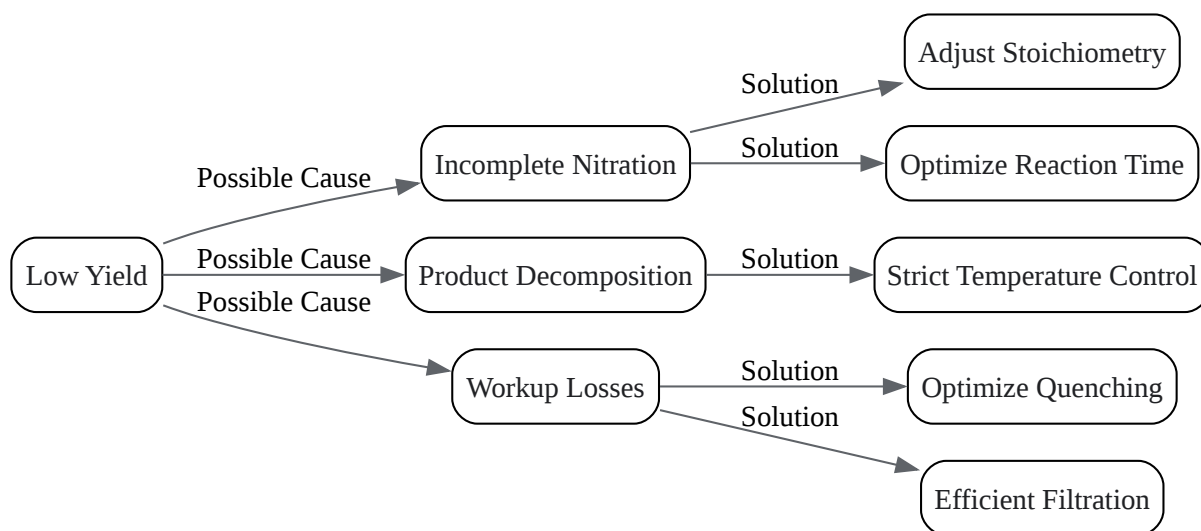 Adjust Stoichiometry
Solution
Incomplete Nitration
Solution
Optimize Reaction Time
Possible Cause
Low Yield
Possible Cause
Product Decomposition
Solution
Strict Temperature Control
Possible Cause
Workup Losses
Solution
Optimize Quenching
Solution
Efficient Filtration